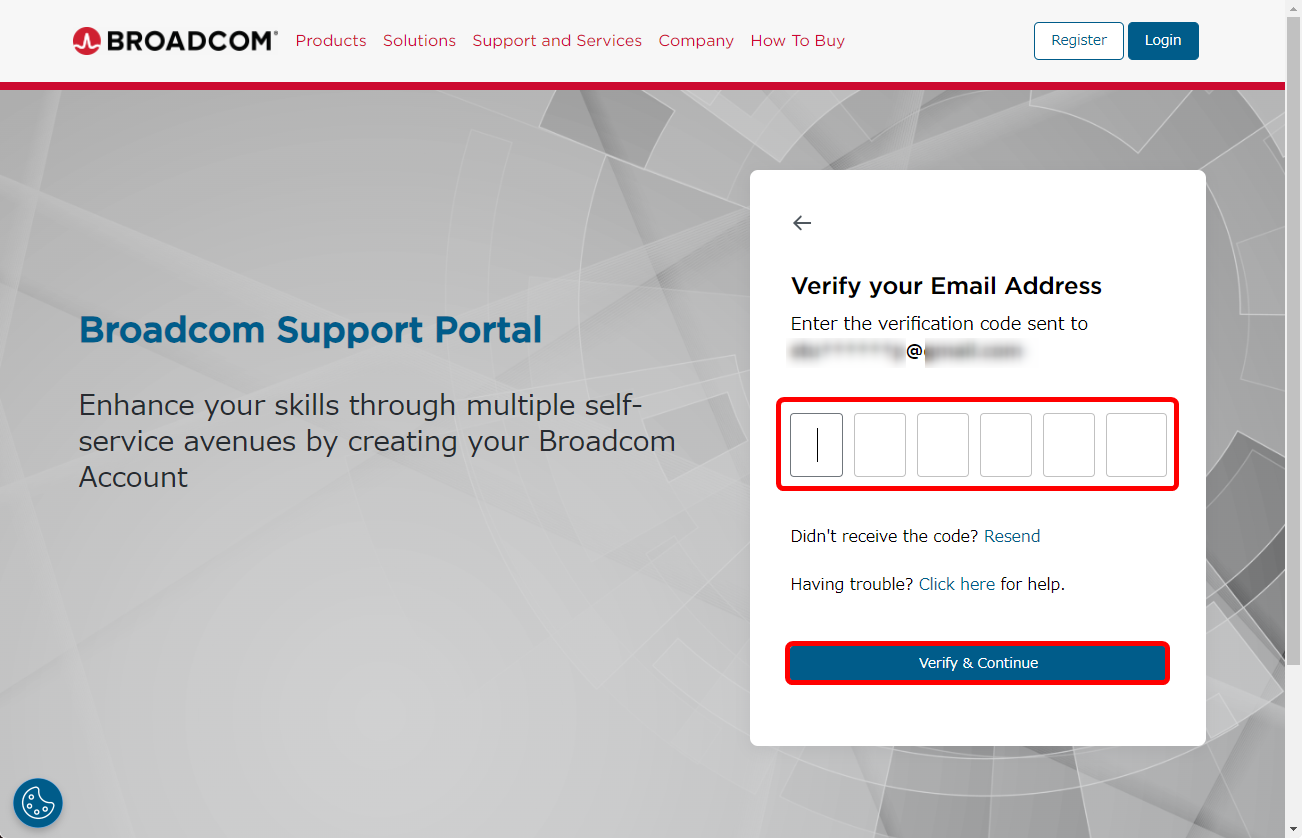 BROADCOM
Products Solutions Support and Services Company How To Buy
Register Login
Broadcom Support Portal
Enhance your skills through multiple self-
service avenues by creating your Broadcom
Account
Verify your Email Address
Enter the verification code sent to
@
Didn't receive the code? Resend
Having trouble? Click here for help.
Verify & Continue